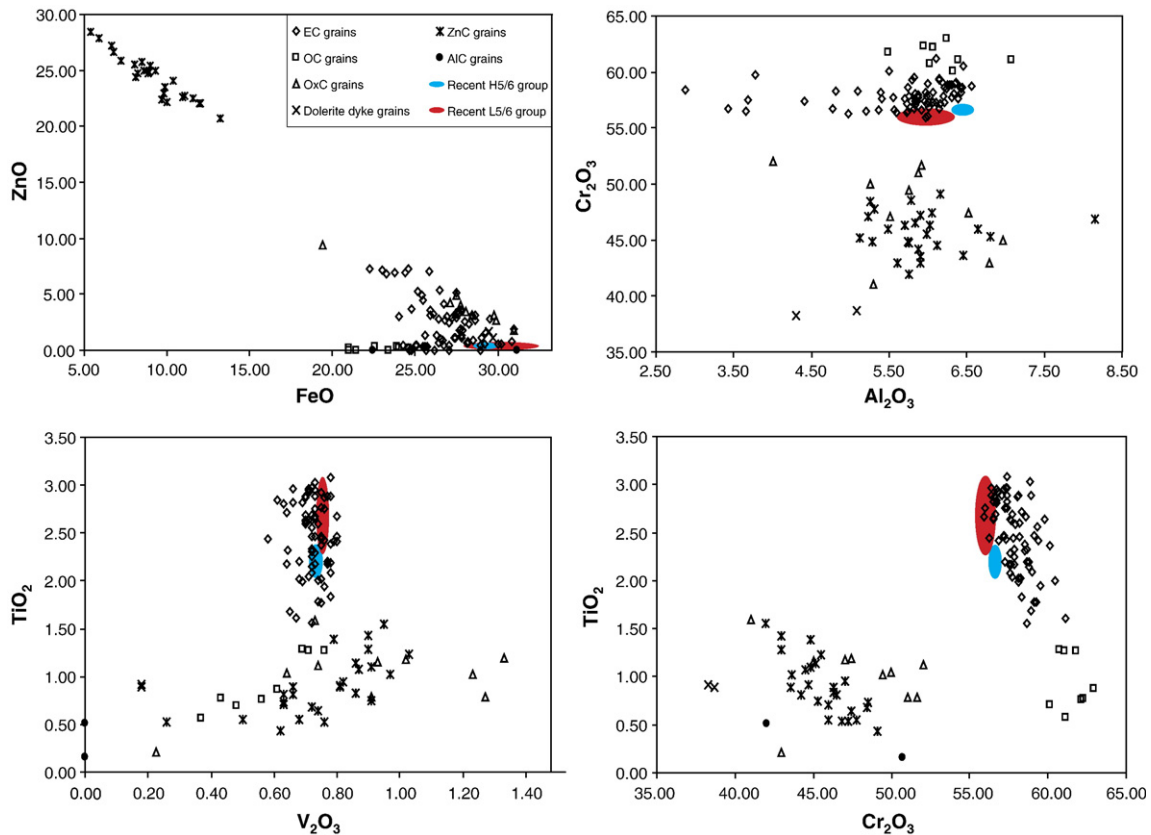 30.00
25.00
20.00
15.00
10.00
5.00
0.00
ZnO
5.00 10.00 15.00 20.00 25.00 30.00
FeO
EC grains
OC grains
OxC grains
Dolerite dyke grains
ZnC grains
AlC grains
Recent H5/6 group
Recent L5/6 group
65.00
60.00
55.00
50.00
45.00
40.00
35.00
Cr₂O₃
2.50 3.50 4.50 5.50 6.50 7.50 8.50
Al₂O₃
3.50
3.00
2.50
2.00
1.50
1.00
0.50
0.00
TiO₂
0.00 0.20 0.40 0.60 0.80 1.00 1.20 1.40
V₂O₃
3.50
3.00
2.50
2.00
1.50
1.00
0.50
0.00
TiO₂
35.00 40.00 45.00 50.00 55.00 60.00 65.00
Cr₂O₃